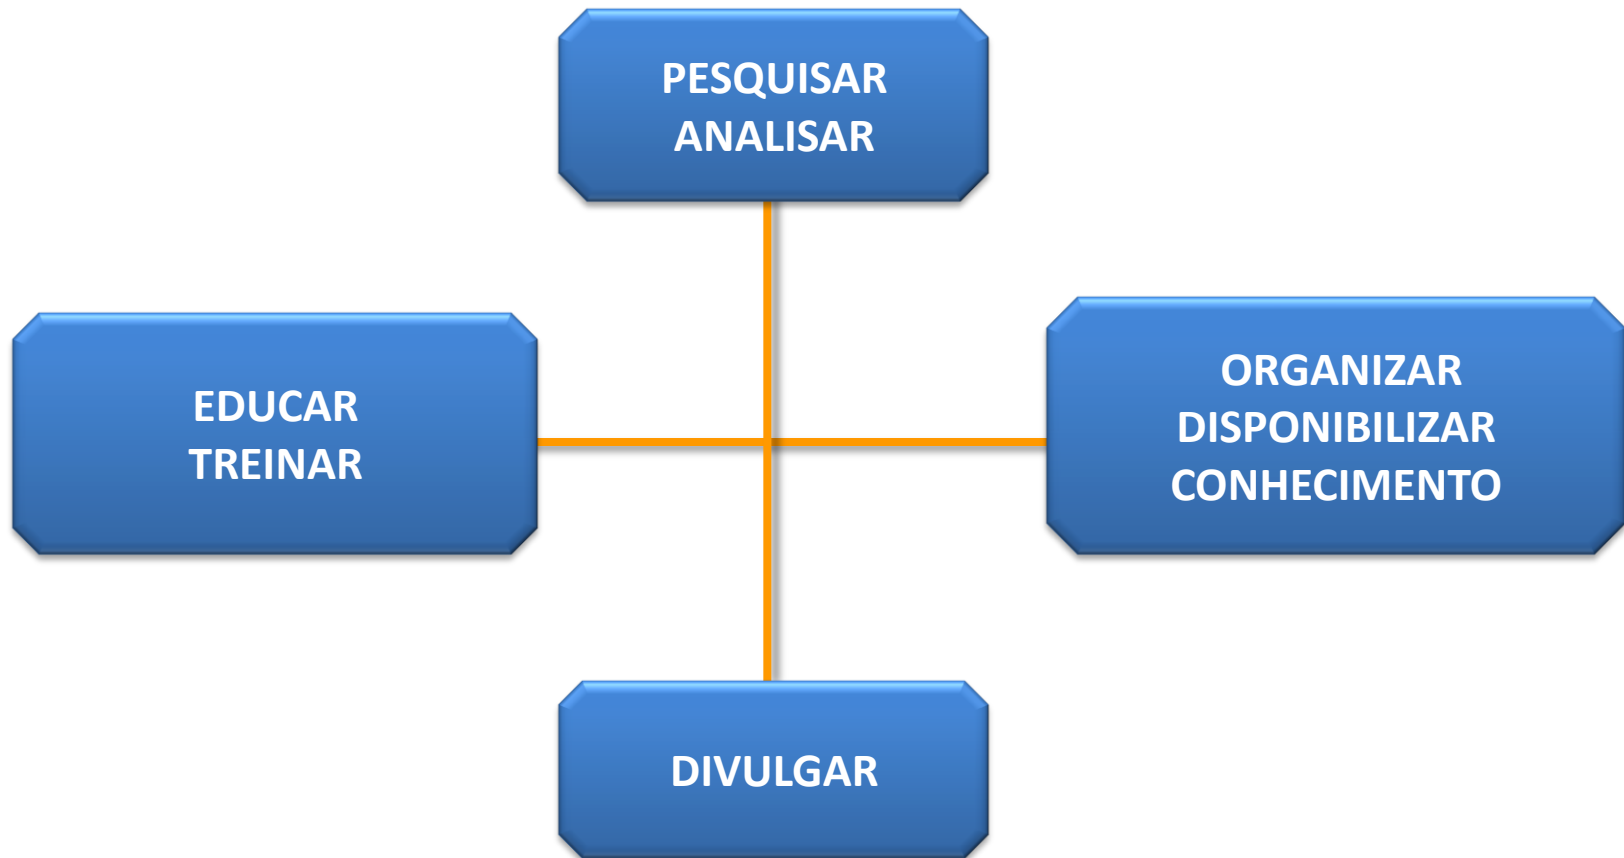 PESQUISAR
ANALISAR
EDUCAR
TREINAR
ORGANIZAR
DISPONIBILIZAR
CONHECIMENTO
DIVULGAR